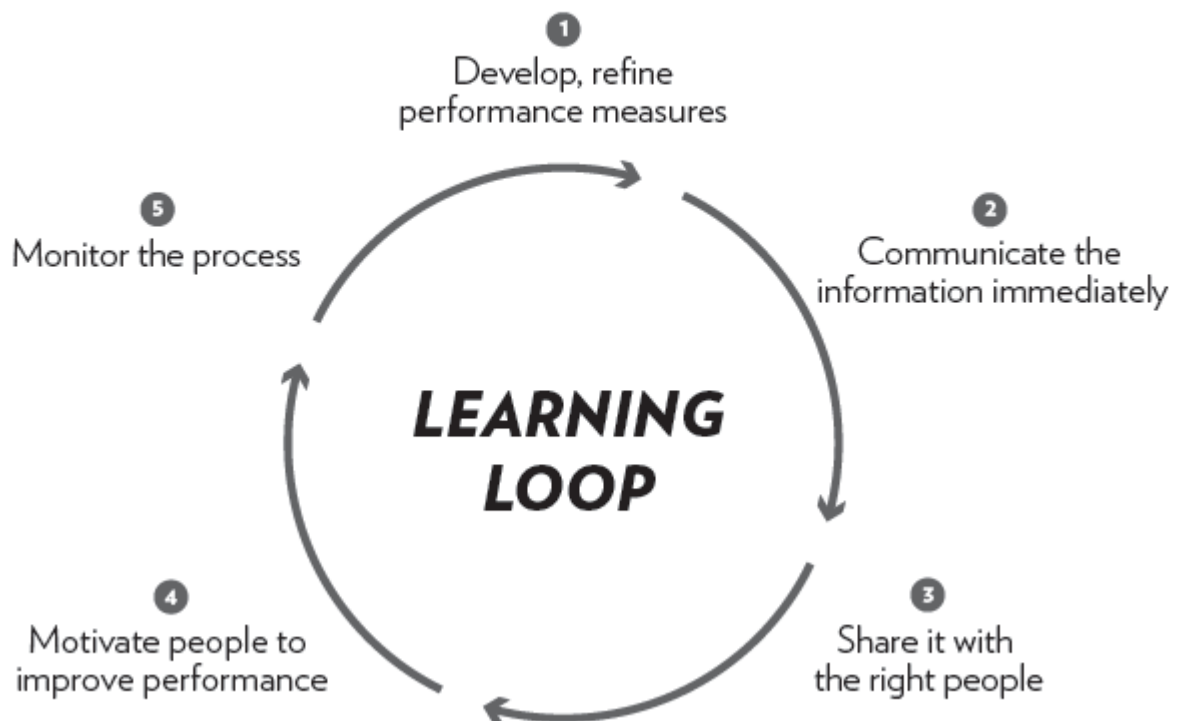 1
Develop, refine
performance measures
2
Communicate the
information immediately
3
Share it with
the right people
4
Motivate people to
improve performance
5
Monitor the process
LEARNING
LOOP